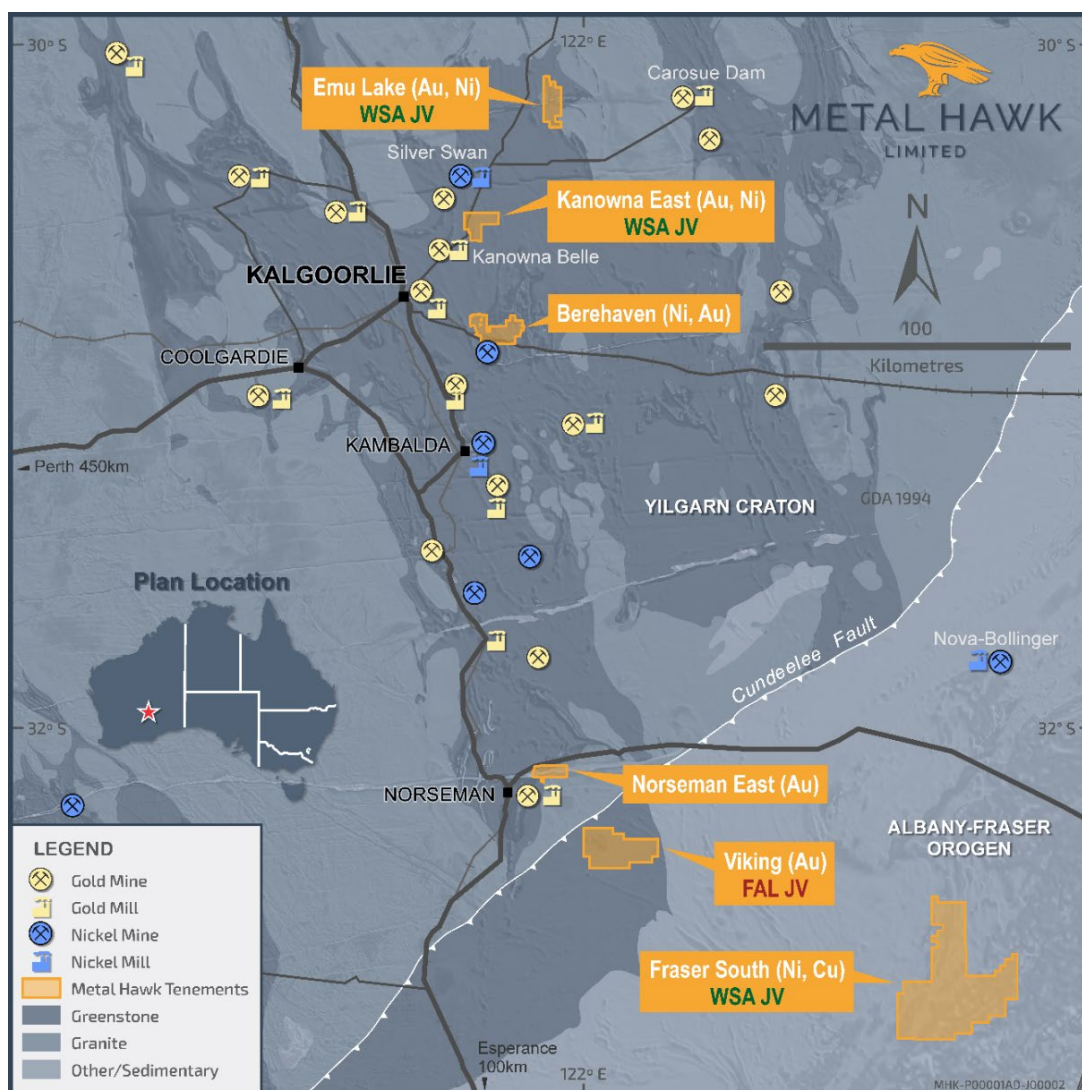 30° S
122° E
30° S
METAL HAWK
LIMITED
Emu Lake (Au, Ni)
WSA JV
Carosue Dam
Silver Swan
Kanowna East (Au, Ni)
WSA JV
N
Kanowna Belle
KALGOORLIE
Berehaven (Ni, Au)
100
Kilometres
COOLGARDIE
KAMBALDA
Perth 450km
GDA 1994
YILGARN CRATON
Plan Location
Cundeelee Fault
Nova-Bollinger
32° S
32° S
NORSEMAN
Norseman East (Au)
ALBANY-FRASER
OROGEN
Viking (Au)
FAL JV
Fraser South (Ni, Cu)
WSA JV
LEGEND
Gold Mine
Gold Mill
Nickel Mine
Nickel Mill
Metal Hawk Tenements
Greenstone
Granite
Other/Sedimentary
Esperance
100km
122° E
MHK-P00001AD-J00002